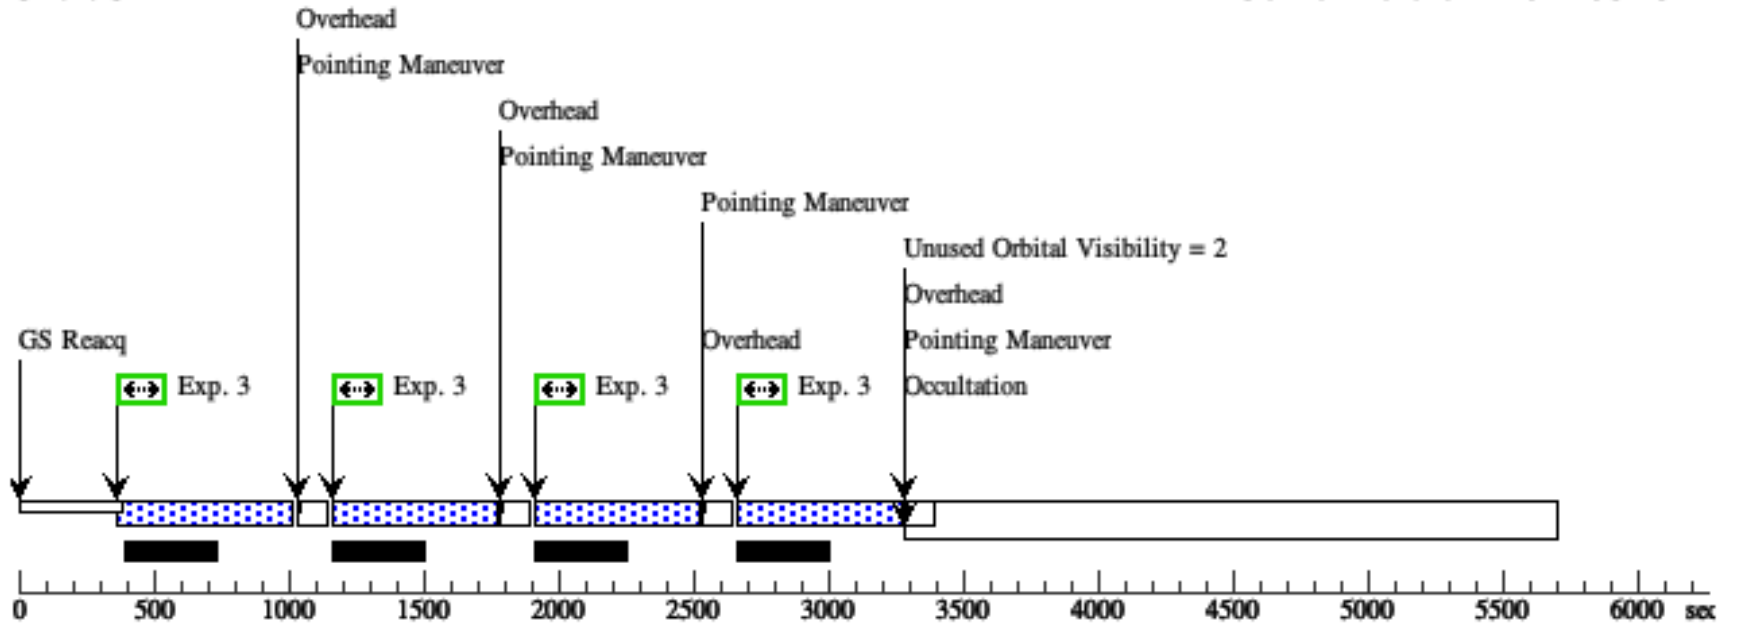 Overhead
Pointing Maneuver
Overhead
Pointing Maneuver
Pointing Maneuver
Unused Orbital Visibility = 2
Overhead
GS Reacq
Overhead
Pointing Maneuver
Exp. 3
Exp. 3
Exp. 3
Exp. 3
Occultation
0 500 1000 1500 2000 2500 3000 3500 4000 4500 5000 5500 6000 sec